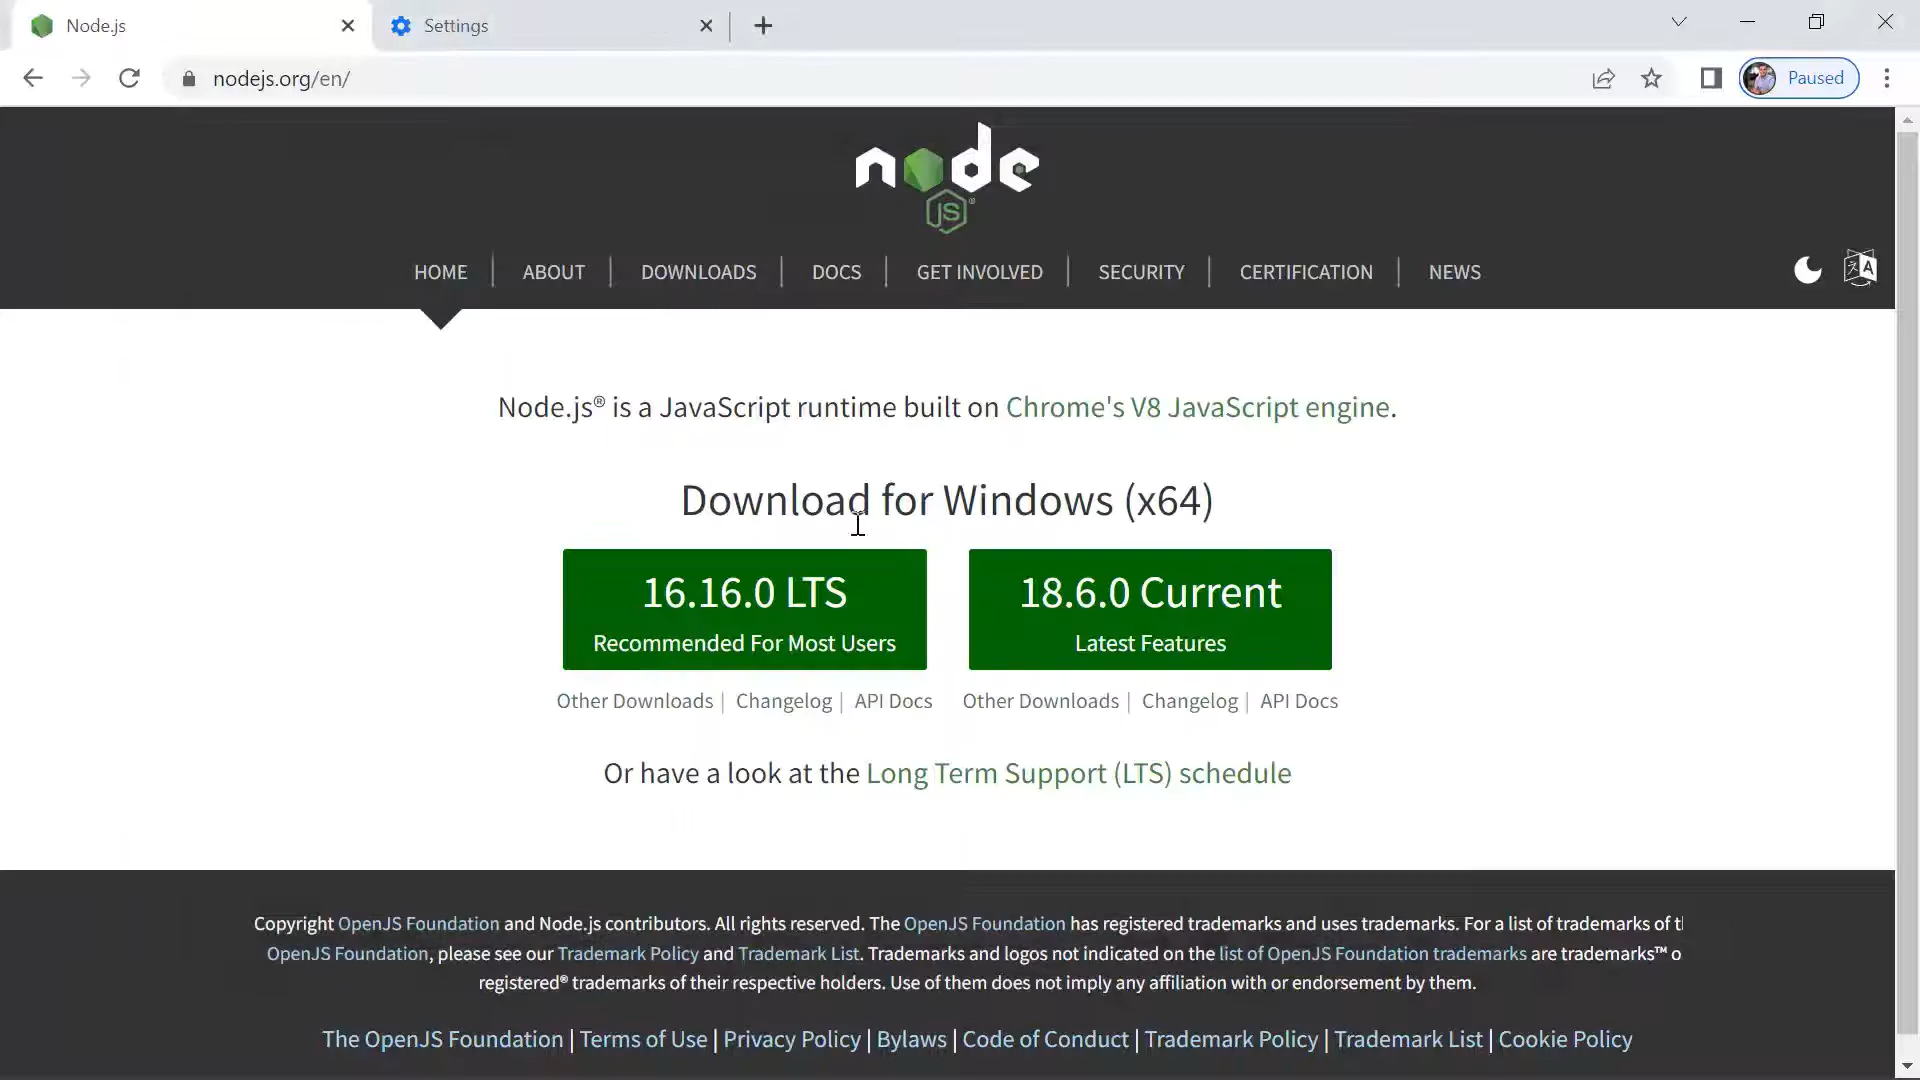 Node.js
Settings
nodejs.org/en/
Paused
node
JS®
HOME | ABOUT | DOWNLOADS | DOCS | GET INVOLVED | SECURITY | CERTIFICATION | NEWS
A
Node.js® is a JavaScript runtime built on Chrome's V8 JavaScript engine.
Download for Windows (x64)
16.16.0 LTS
Recommended For Most Users
18.6.0 Current
Latest Features
Other Downloads | Changelog | API Docs
Other Downloads | Changelog | API Docs
Or have a look at the Long Term Support (LTS) schedule
Copyright OpenJS Foundation and Node.js contributors. All rights reserved. The OpenJS Foundation has registered trademarks and uses trademarks. For a list of trademarks of
OpenJS Foundation, please see our Trademark Policy and Trademark List. Trademarks and logos not indicated on the list of OpenJS Foundation trademarks are trademarks™
registered® trademarks of their respective holders. Use of them does not imply any affiliation with or endorsement by them.
The OpenJS Foundation | Terms of Use | Privacy Policy | Bylaws | Code of Conduct | Trademark Policy | Trademark List | Cookie Policy